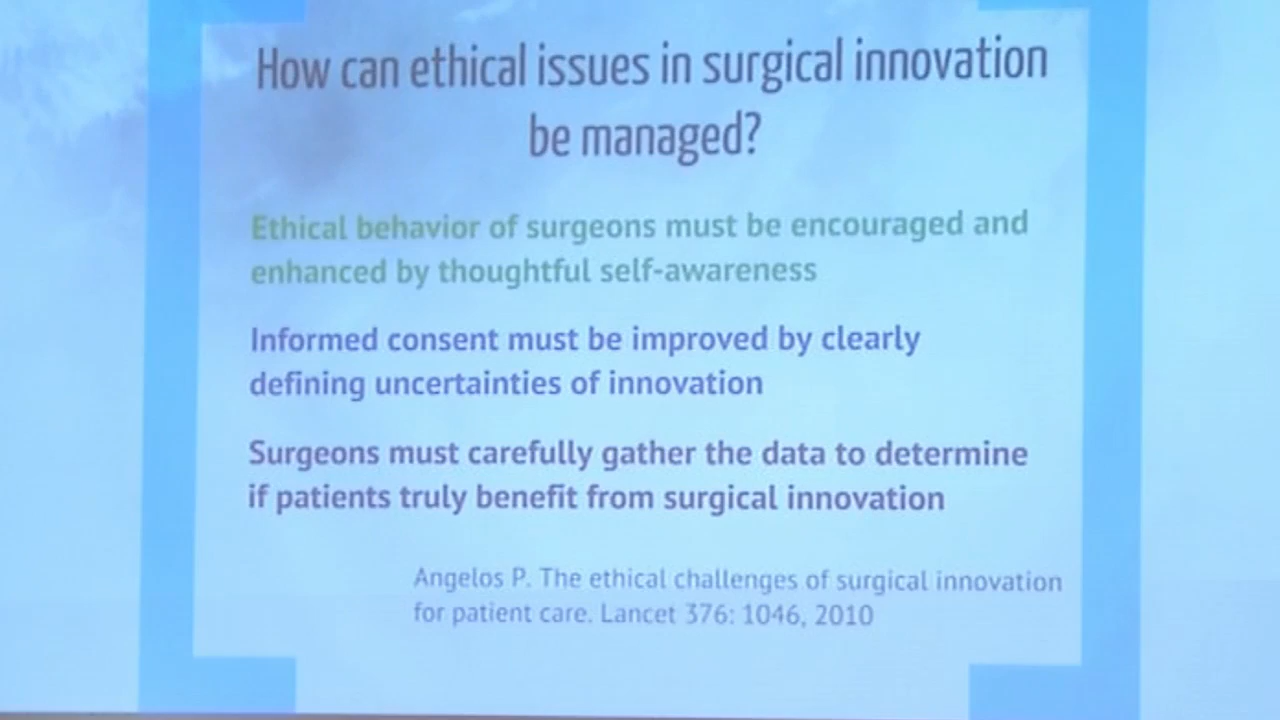 How can ethical issues in surgical innovation
be managed?
Ethical behavior of surgeons must be encouraged and
enhanced by thoughtful self-awareness
Informed consent must be improved by clearly
defining uncertainties of innovation
Surgeons must carefully gather the data to determine
if patients truly benefit from surgical innovation
Angelos P. The ethical challenges of surgical innovation
for patient care. Lancet 376: 1046, 2010